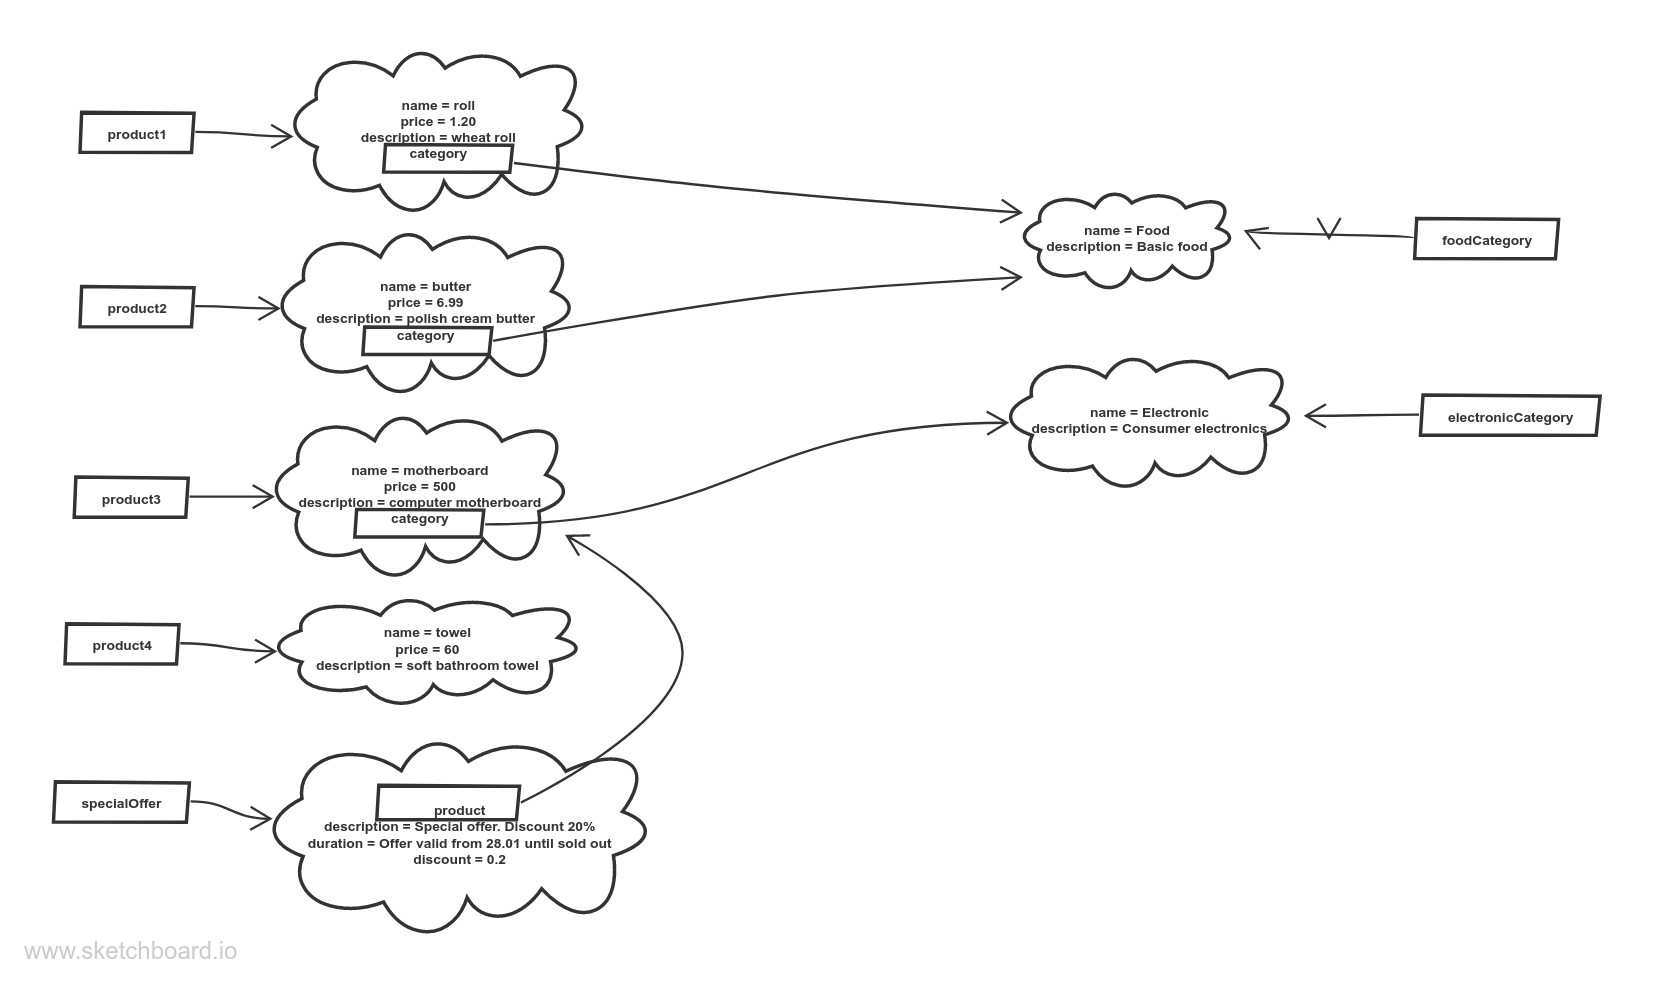 product1
name = roll
price = 1.20
description = wheat roll
category
product2
name = butter
price = 6.99
description = polish cream butter
category
name = Food
description = Basic food
foodCategory
product3
name = motherboard
price = 500
description = computer motherboard
category
name = Electronic
description = Consumer electronics
electronicCategory
product4
name = towel
price = 60
description = soft bathroom towel
specialOffer
product
description = Special offer. Discount 20%
duration = Offer valid from 28.01 until sold out
discount = 0.2
www.sketchboard.io